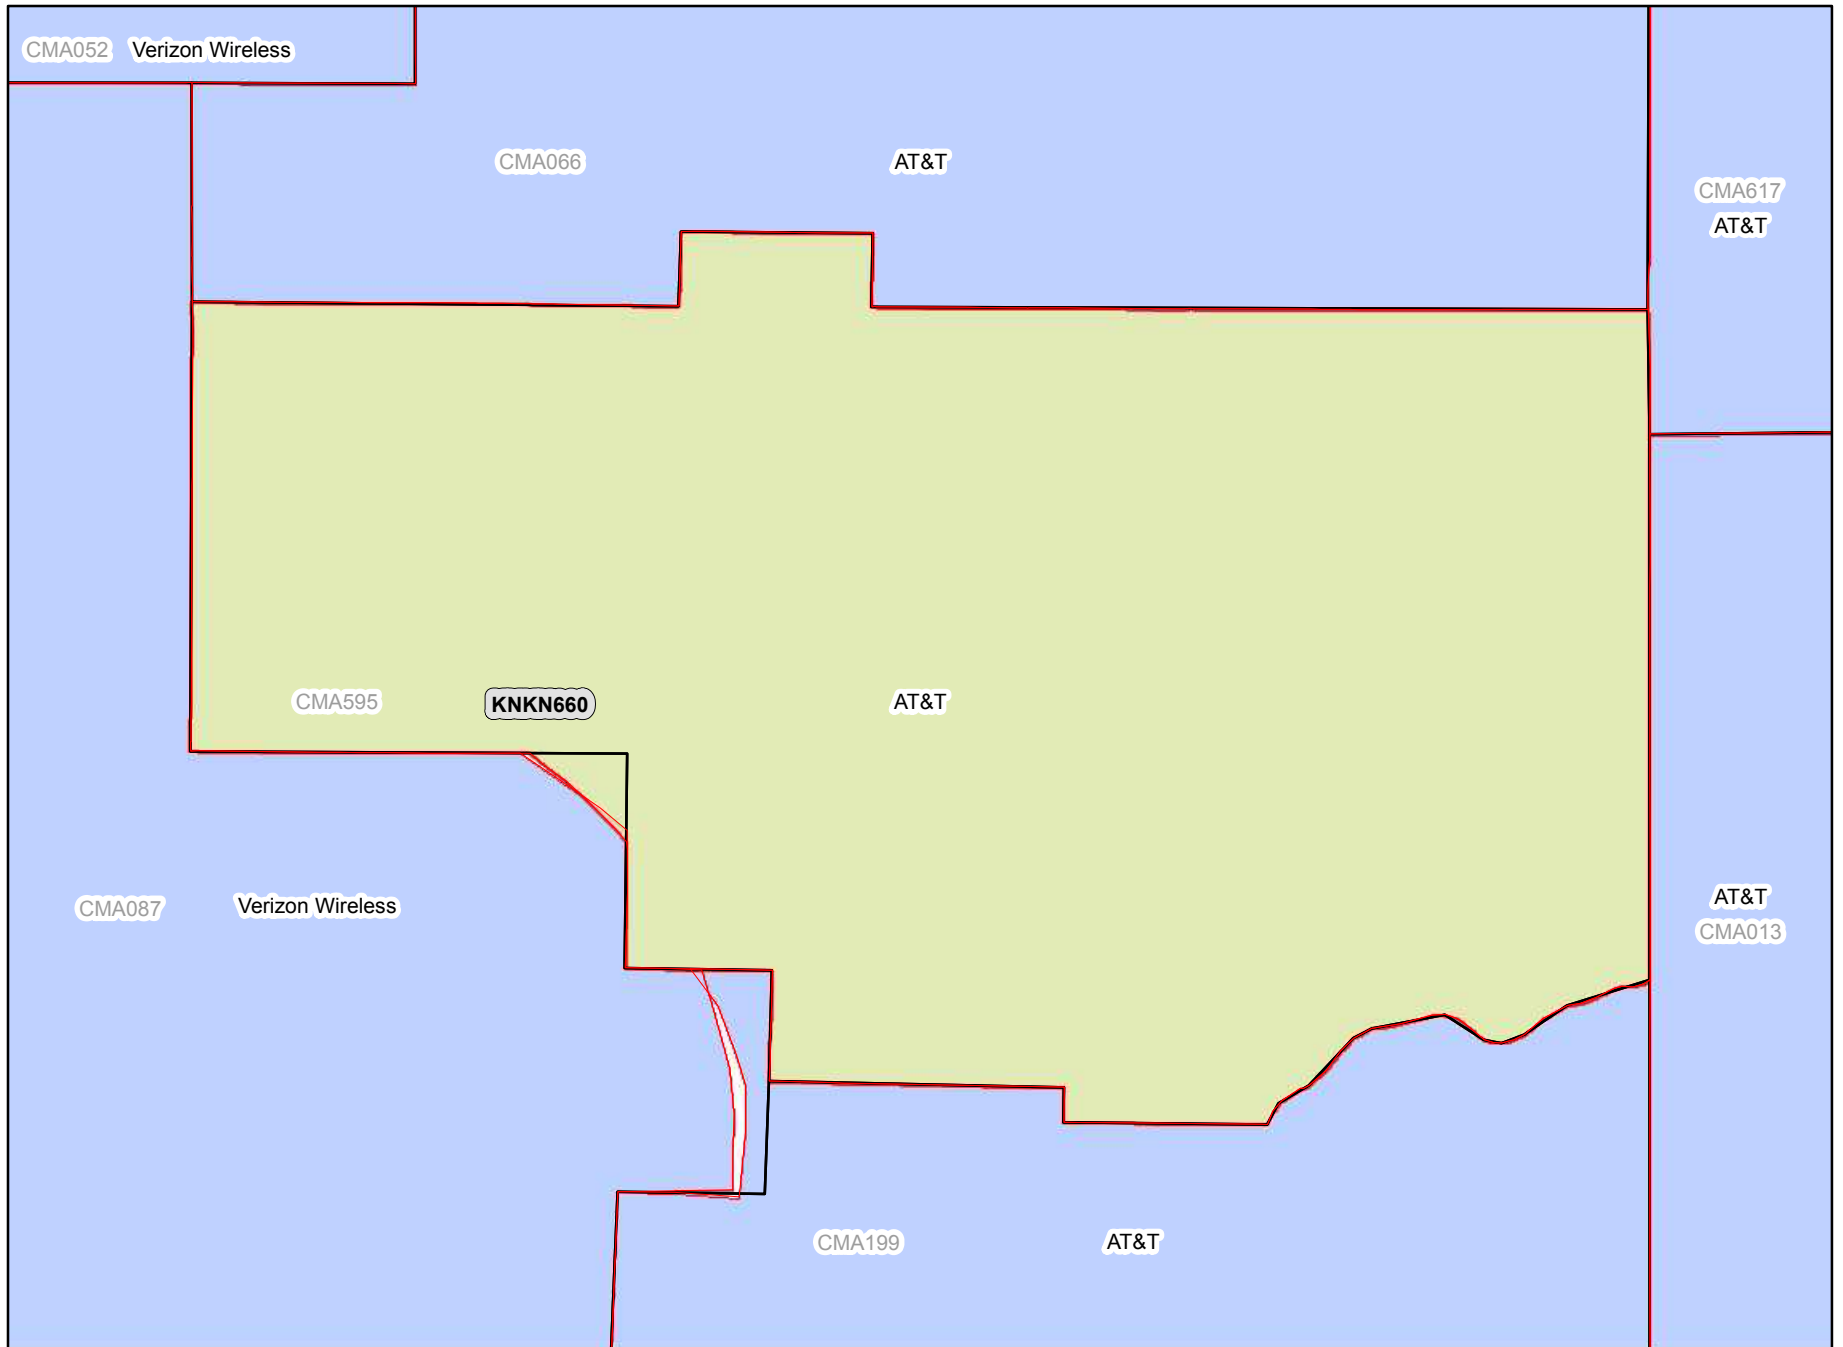 CMA052 Verizon Wireless
CMA066 AT&T
CMA617
AT&T
CMA595 KNKN660 AT&T
CMA087 Verizon Wireless
AT&T
CMA013
CMA199 AT&T